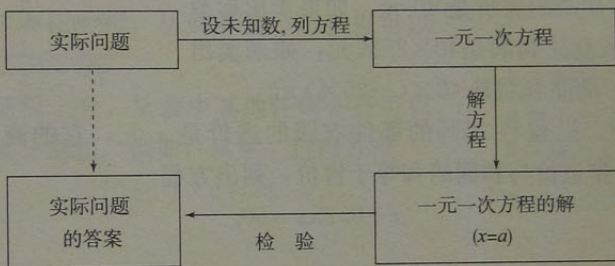 实际问题
设未知数,列方程
一元一次方程
解方程
实际问题
的答案
检 验
一元一次方程的解
(x=a)